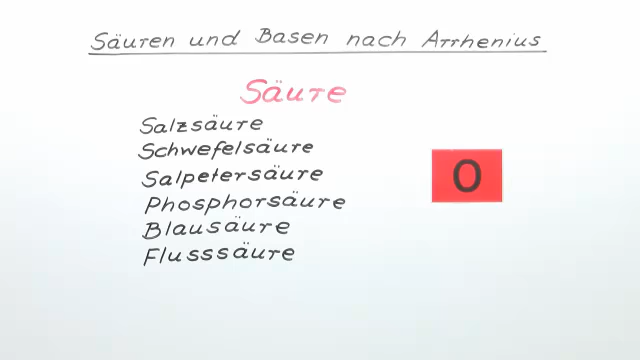 Säuren und Basen nach Arrhenius
Säure
Salzsäure
Schwefelsäure
Salpetersäure
Phosphorsäure
Blausäure
Flusssäure
O